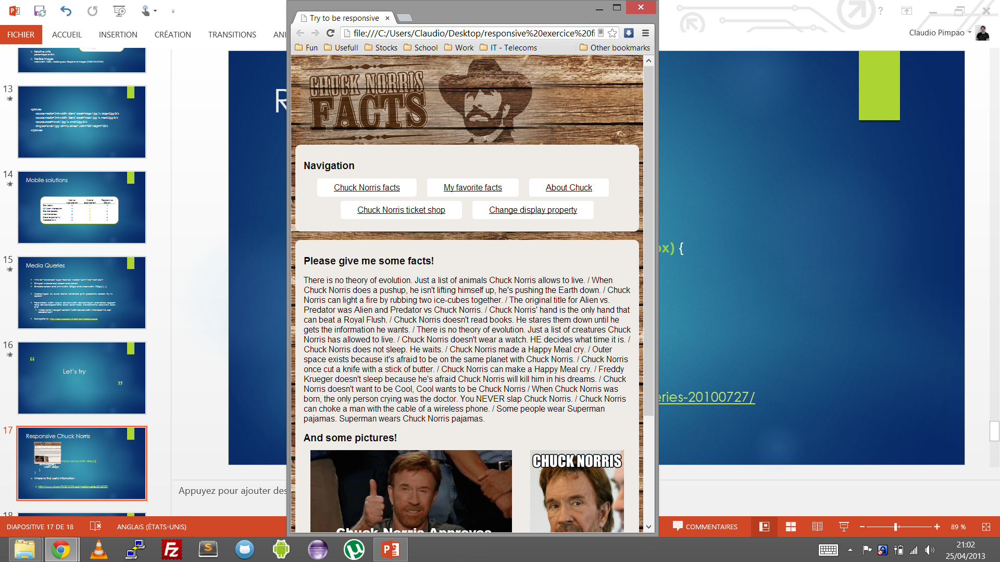 FICHIER ACCUEIL INSERTION CRÉATION TRANSITIONS ANI
?
Claudio Pimpao
Try to be responsive
file:///C:/Users/Claudio/Desktop/responsive%20exercice%20fi
Fun Usefull Stocks School Work IT - Telecoms Other bookmarks
CHUCK NORRIS
FACTS
Navigation
Chuck Norris facts My favorite facts About Chuck
Chuck Norris ticket shop Change display property
Please give me some facts!
There is no theory of evolution. Just a list of animals Chuck Norris allows to live. / When
Chuck Norris does a pushup, he isn't lifting himself up, he's pushing the Earth down. / Chuck
Norris can light a fire by rubbing two ice-cubes together. / The original title for Alien vs.
Predator was Alien and Predator vs Chuck Norris. / Chuck Norris' hand is the only hand that
can beat a Royal Flush. / Chuck Norris doesn't read books. He stares them down until he
gets the information he wants. / There is no theory of evolution. Just a list of creatures Chuck
Norris has allowed to live. / Chuck Norris doesn't wear a watch. HE decides what time it is. /
Chuck Norris does not sleep. He waits. / Chuck Norris made a Happy Meal cry. / Outer
space exists because it's afraid to be on the same planet with Chuck Norris. / Chuck Norris
once cut a knife with a stick of butter. / Chuck Norris can make a Happy Meal cry. / Freddy
Krueger doesn't sleep because he's afraid Chuck Norris will kill him in his dreams. / Chuck
Norris doesn't want to be Cool, Cool wants to be Chuck Norris / When Chuck Norris was
born, the only person crying was the doctor. You NEVER slap Chuck Norris. / Chuck Norris
can choke a man with the cable of a wireless phone. / Some people wear Superman
pajamas. Superman wears Chuck Norris pajamas.
And some pictures!
Chuck Norris Approves
CHUCK NORRIS
Relative units
Flexible images
13
<picture>
</picture>
14
Mobile solutions
15
Media Queries
16
“
Let's try
”
17
Responsive Chuck Norris
Where to find useful information:
18
R
ox) {
eries-20100727/
Appuyez pour ajouter des
DIAPOSITIVE 17 DE 18 ANGLAIS (ÉTATS-UNIS) COMMENTAIRES 89 %
21:02
25/04/2013